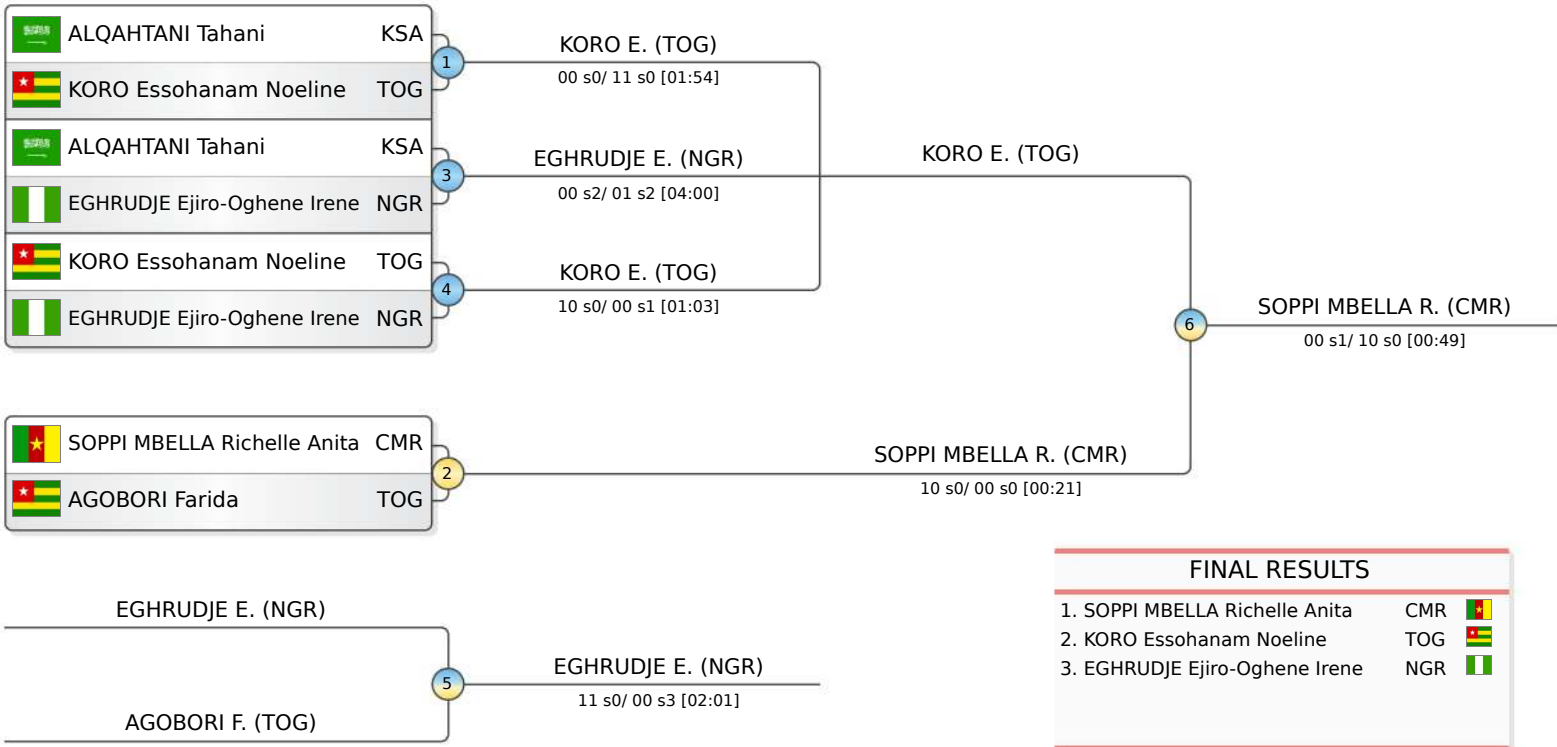 ALQAHTANI Tahani KSA
KORO Essohanam Noeline TOG
1
KORO E. (TOG)
00 s0/ 11 s0 [01:54]
ALQAHTANI Tahani KSA
EGHRUDJE Ejiro-Oghene Irene NGR
3
EGHRUDJE E. (NGR)
00 s2/ 01 s2 [04:00]
KORO Essohanam Noeline TOG
EGHRUDJE Ejiro-Oghene Irene NGR
4
KORO E. (TOG)
10 s0/ 00 s1 [01:03]
KORO E. (TOG)
SOPPI MBELLA Richelle Anita CMR
AGOBORI Farida TOG
2
SOPPI MBELLA R. (CMR)
10 s0/ 00 s0 [00:21]
6
SOPPI MBELLA R. (CMR)
00 s1/ 10 s0 [00:49]
EGHRUDJE E. (NGR)
AGOBORI F. (TOG)
5
EGHRUDJE E. (NGR)
11 s0/ 00 s3 [02:01]
FINAL RESULTS
1. SOPPI MBELLA Richelle Anita CMR
2. KORO Essohanam Noeline TOG
3. EGHRUDJE Ejiro-Oghene Irene NGR